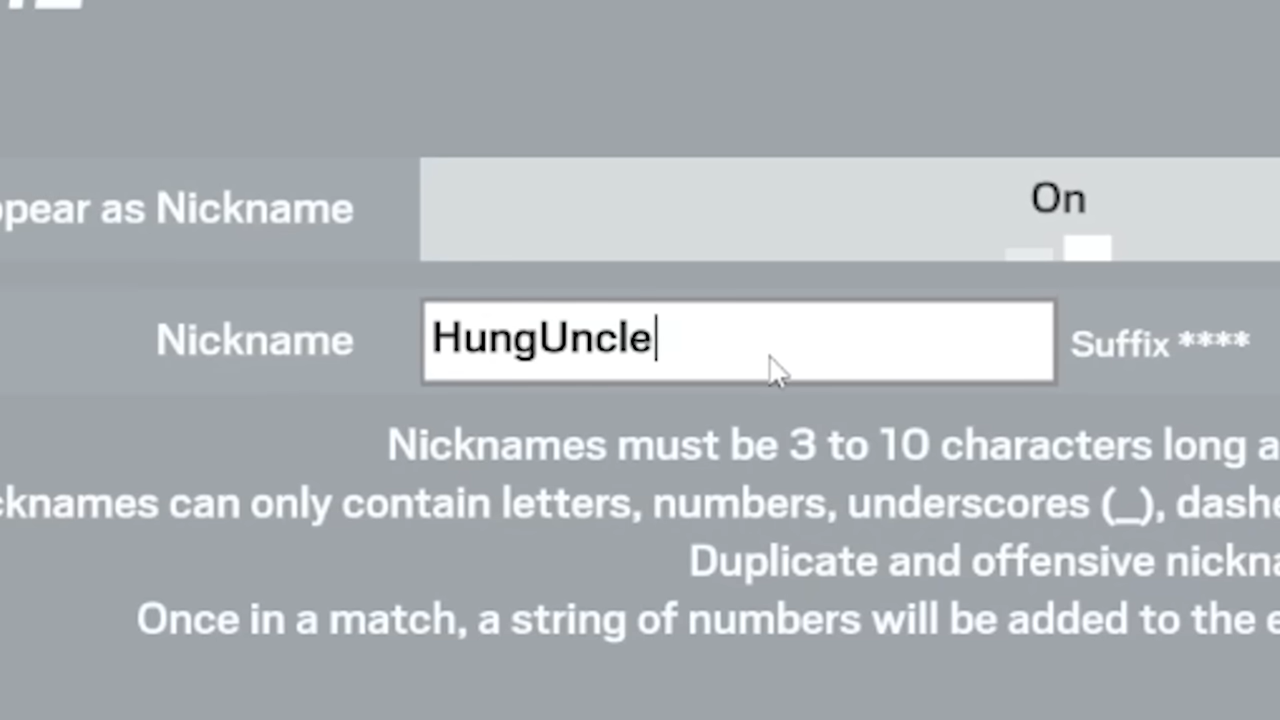 ppear as Nickname
On
Nickname
HungUncle
Suffix ****
Nicknames must be 3 to 10 characters long a
cknames can only contain letters, numbers, underscores (_), dashe
Duplicate and offensive nickna
Once in a match, a string of numbers will be added to the e